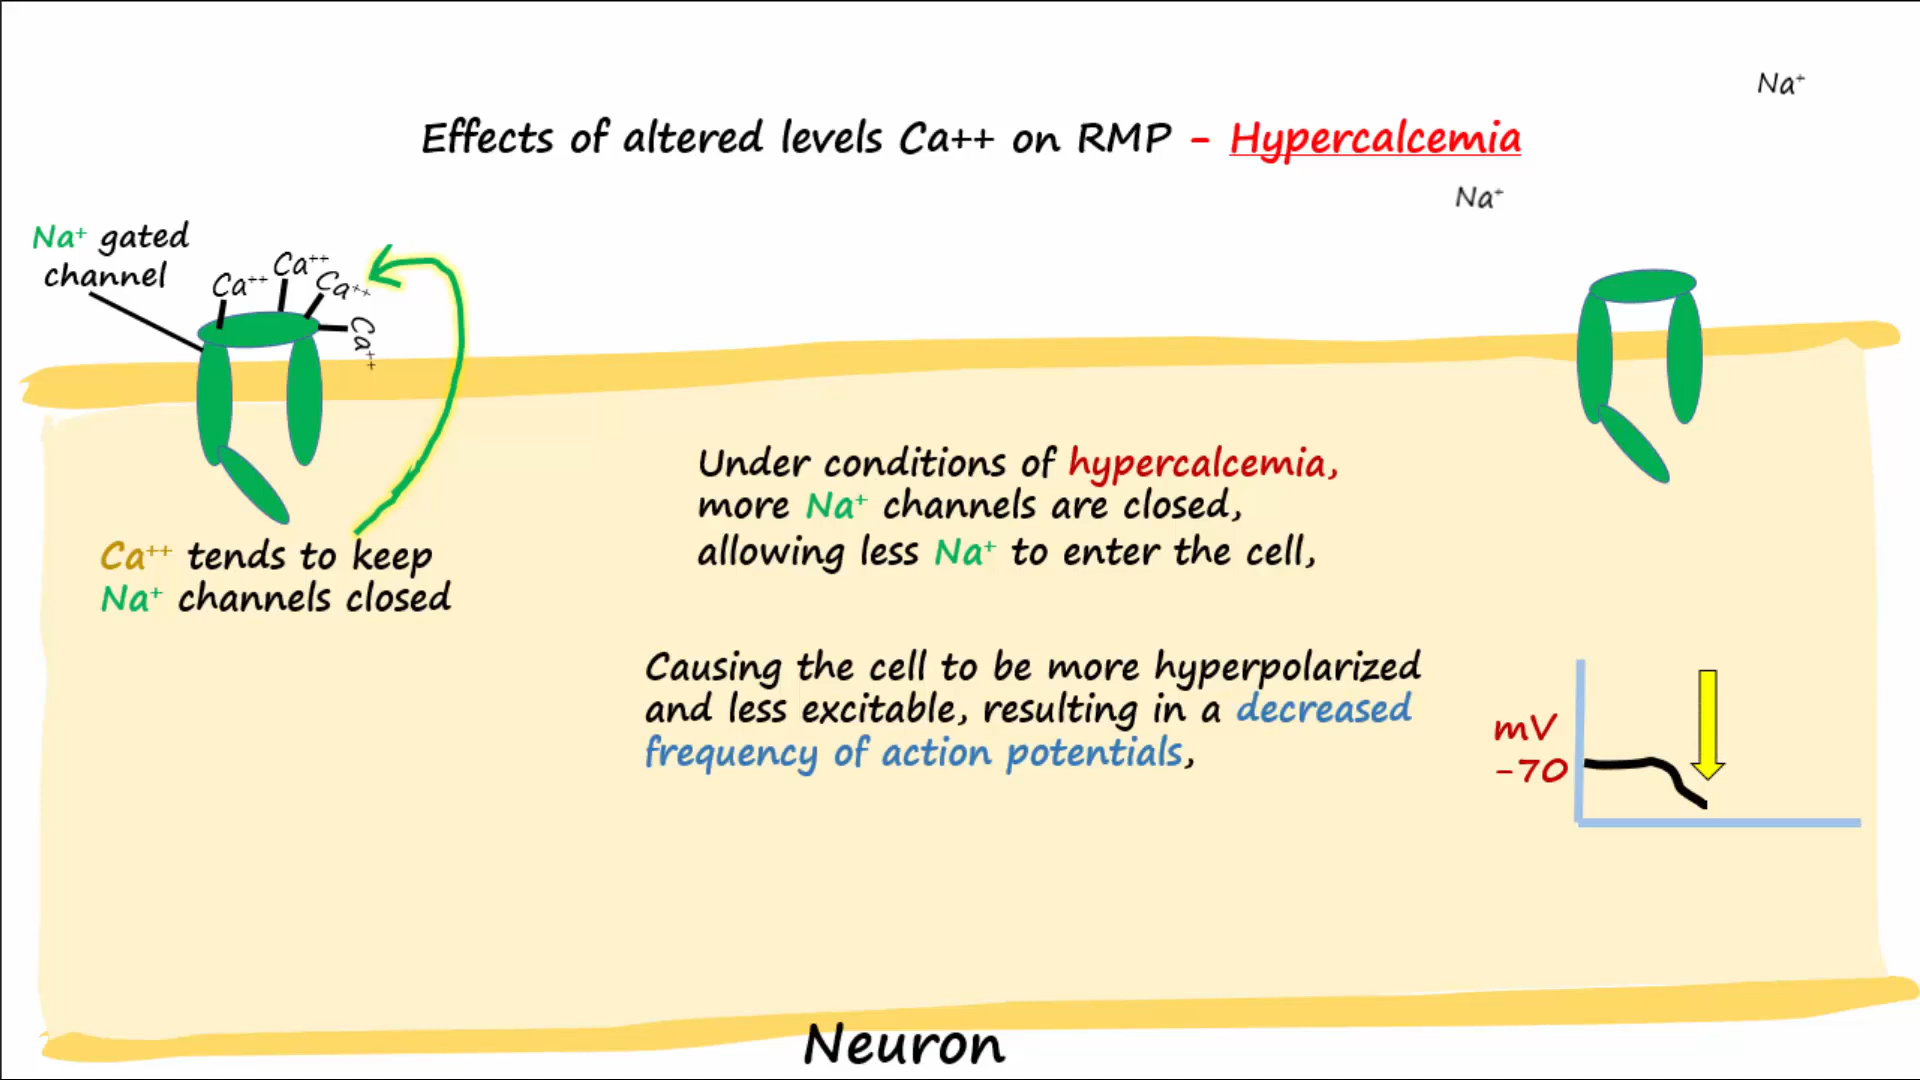 Na⁺
Effects of altered levels Ca++ on RMP - Hypercalcemia
Na⁺
Na⁺ gated
channel
Ca⁺⁺
Ca⁺⁺
Ca⁺⁺
Ca⁺⁺
Under conditions of hypercalcemia,
more Na⁺ channels are closed,
allowing less Na⁺ to enter the cell,
Ca⁺⁺ tends to keep
Na⁺ channels closed
Causing the cell to be more hyperpolarized
and less excitable, resulting in a decreased
frequency of action potentials,
mV
-70
Neuron